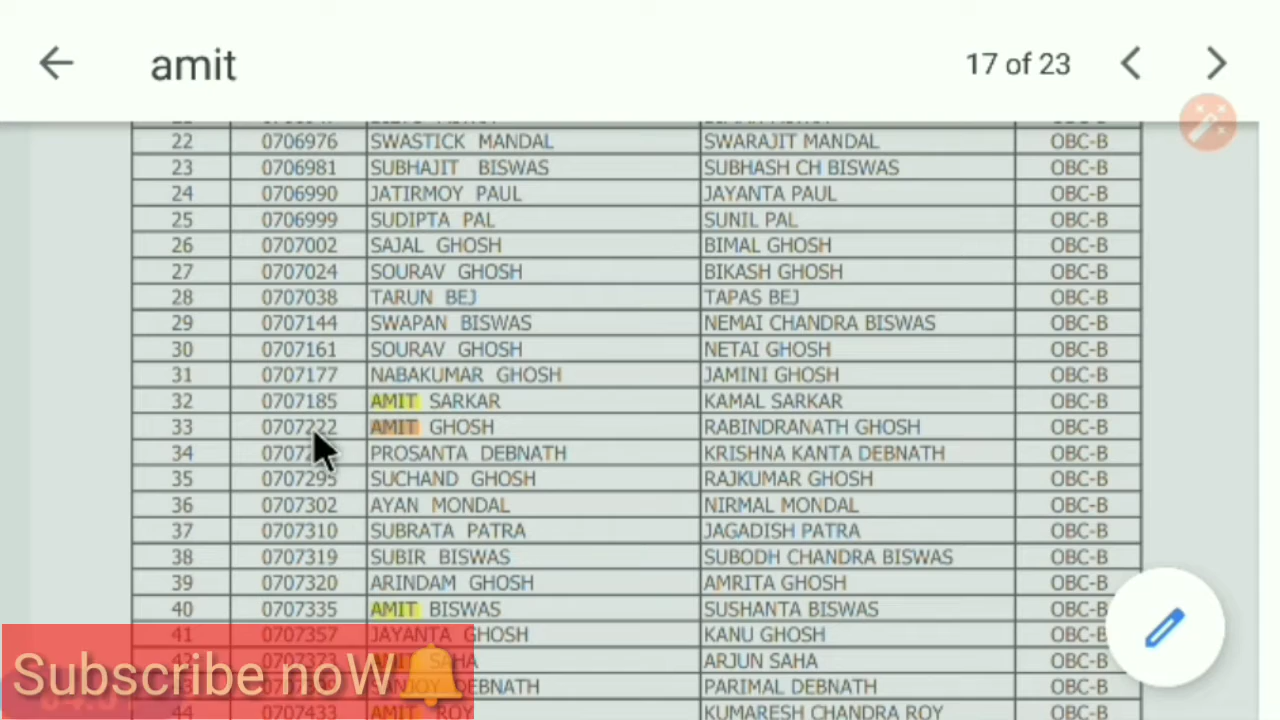 amit 17 of 23
22 0706976 SWASTICK MANDAL SWARAJIT MANDAL OBC-B
23 0706981 SUBHAJIT BISWAS SUBHASH CH BISWAS OBC-B
24 0706990 JATIRMOY PAUL JAYANTA PAUL OBC-B
25 0706999 SUDIPTA PAL SUNIL PAL OBC-B
26 0707002 SAJAL GHOSH BIMAL GHOSH OBC-B
27 0707024 SOURAV GHOSH BIKASH GHOSH OBC-B
28 0707038 TARUN BEJ TAPAS BEJ OBC-B
29 0707144 SWAPAN BISWAS NEMAI CHANDRA BISWAS OBC-B
30 0707161 SOURAV GHOSH NETAI GHOSH OBC-B
31 0707177 NABAKUMAR GHOSH JAMINI GHOSH OBC-B
32 0707185 AMIT SARKAR KAMAL SARKAR OBC-B
33 0707222 AMIT GHOSH RABINDRANATH GHOSH OBC-B
34 PROSANTA DEBNATH KRISHNA KANTA DEBNATH OBC-B
35 0707295 SUCHAND GHOSH RAJKUMAR GHOSH OBC-B
36 0707302 AYAN MONDAL NIRMAL MONDAL OBC-B
37 0707310 SUBRATA PATRA JAGADISH PATRA OBC-B
38 0707319 SUBIR BISWAS SUBODH CHANDRA BISWAS OBC-B
39 0707320 ARINDAM GHOSH AMRITA GHOSH OBC-B
40 0707335 AMIT BISWAS SUSHANTA BISWAS OBC-B
41 0707357 JAYANTA GHOSH KANU GHOSH OBC-B
SAHA ARJUN SAHA OBC-B
Subscribe noW
DEBNATH PARIMAL DEBNATH OBC-B
44 0707433 AMIT ROY KUMARESH CHANDRA ROY OBC-B